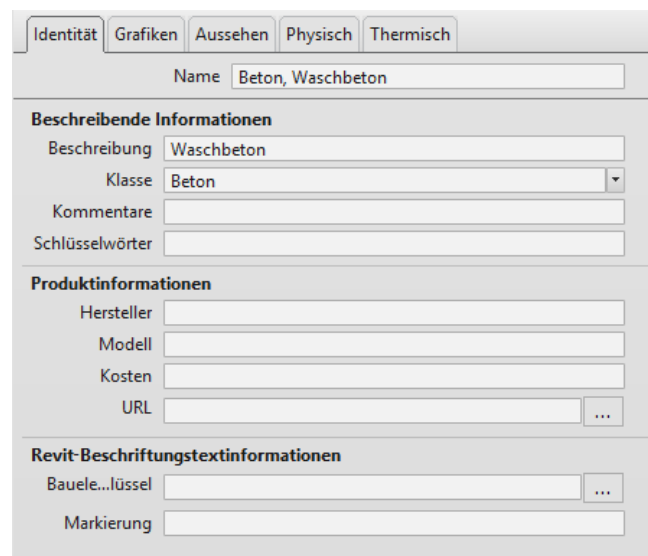 Identität Grafiken Aussehen Physisch Thermisch
Name Beton, Waschbeton
Beschreibende Informationen
Beschreibung Waschbeton
Klasse Beton
Kommentare
Schlüsselwörter
Produktinformationen
Hersteller
Modell
Kosten
URL ...
Revit-Beschriftungstextinformationen
Bauele...lüssel ...
Markierung